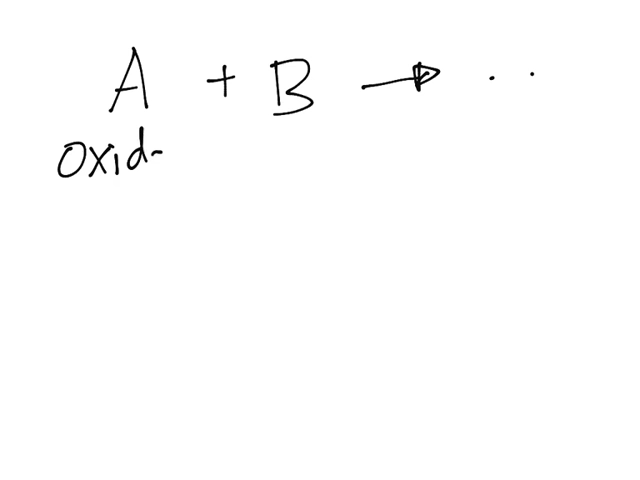 A + B → . .
oxid-